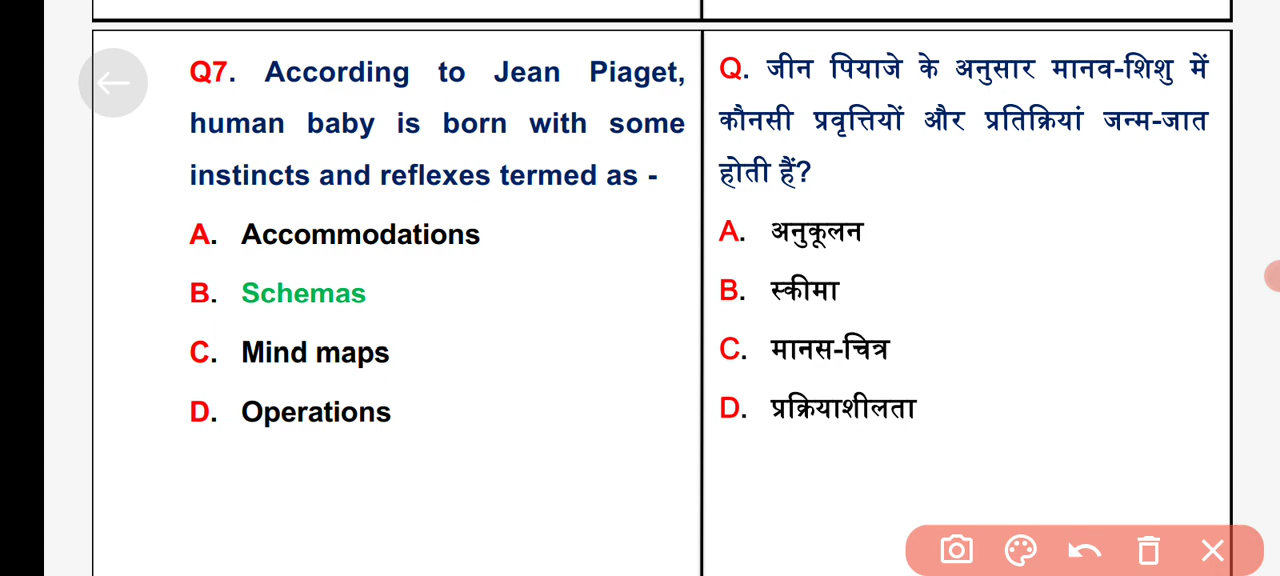 Q7. According to Jean Piaget,
human baby is born with some
instincts and reflexes termed as -
A. Accommodations
B. Schemas
C. Mind maps
D. Operations
Q. जीन पियाजे के अनुसार मानव-शिशु में
कौनसी प्रवृत्तियों और प्रतिक्रियां जन्म-जात
होती हैं?
A. अनुकूलन
B. स्कीमा
C. मानस-चित्र
D. प्रक्रियाशीलता